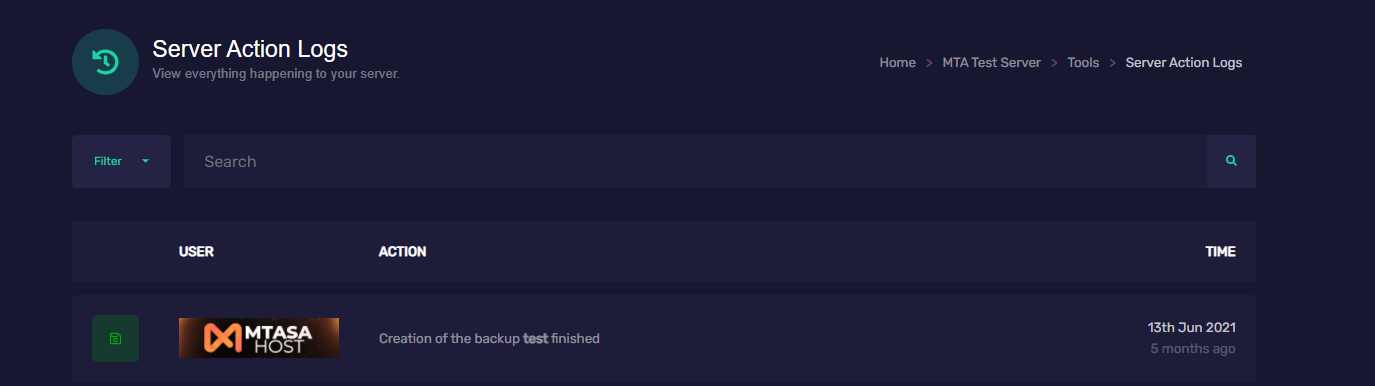 Server Action Logs
View everything happening to your server.
Home > MTA Test Server > Tools > Server Action Logs
Filter
Search
USER ACTION TIME
MTASA
HOST
Creation of the backup test finished
13th Jun 2021
5 months ago